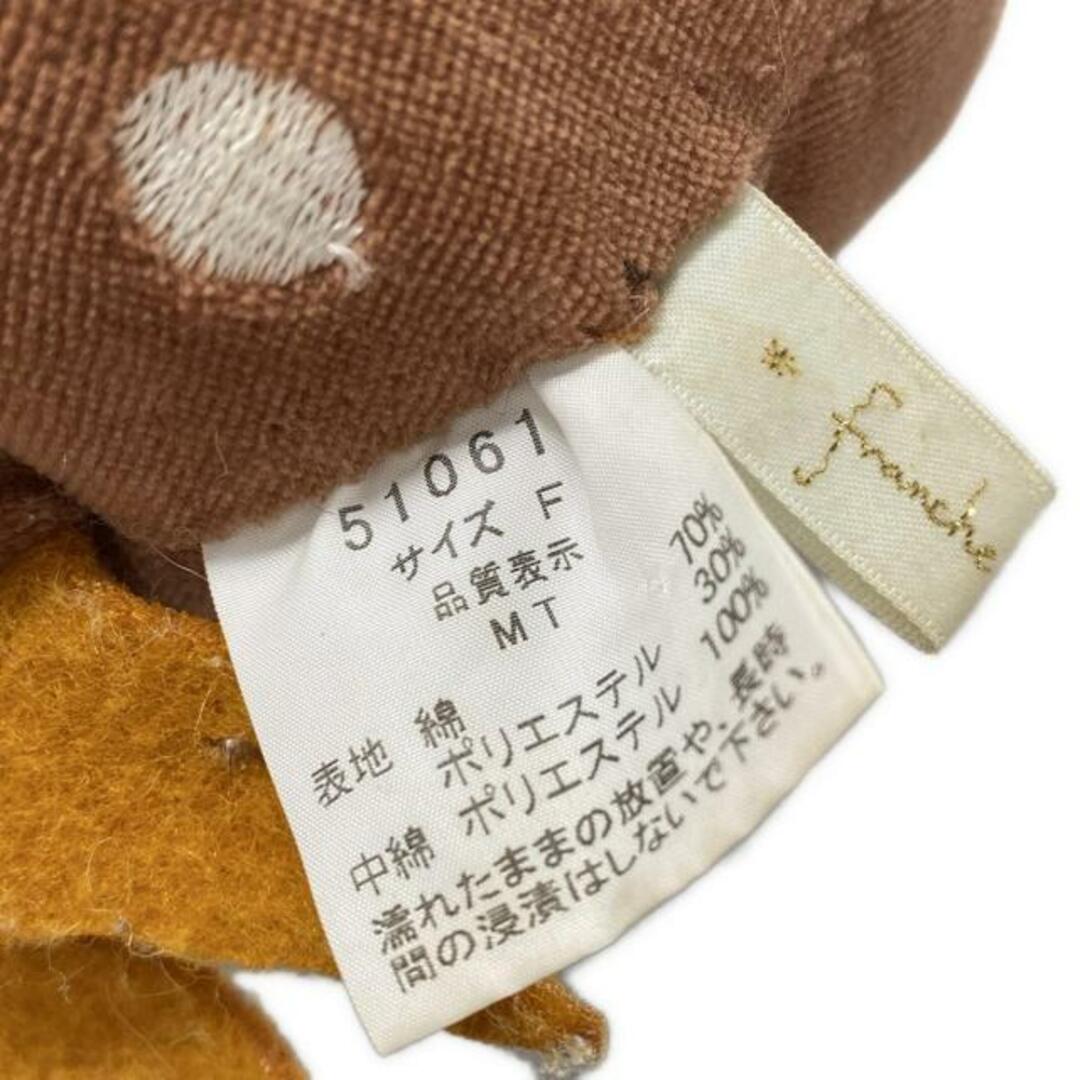 51061
サイズ F
品質表示
MT
表地 綿 70%
ポリエステル 30%
中綿 ポリエステル 100%
濡れたままの放置や、長時
間の浸漬はしないで下さい。
franche